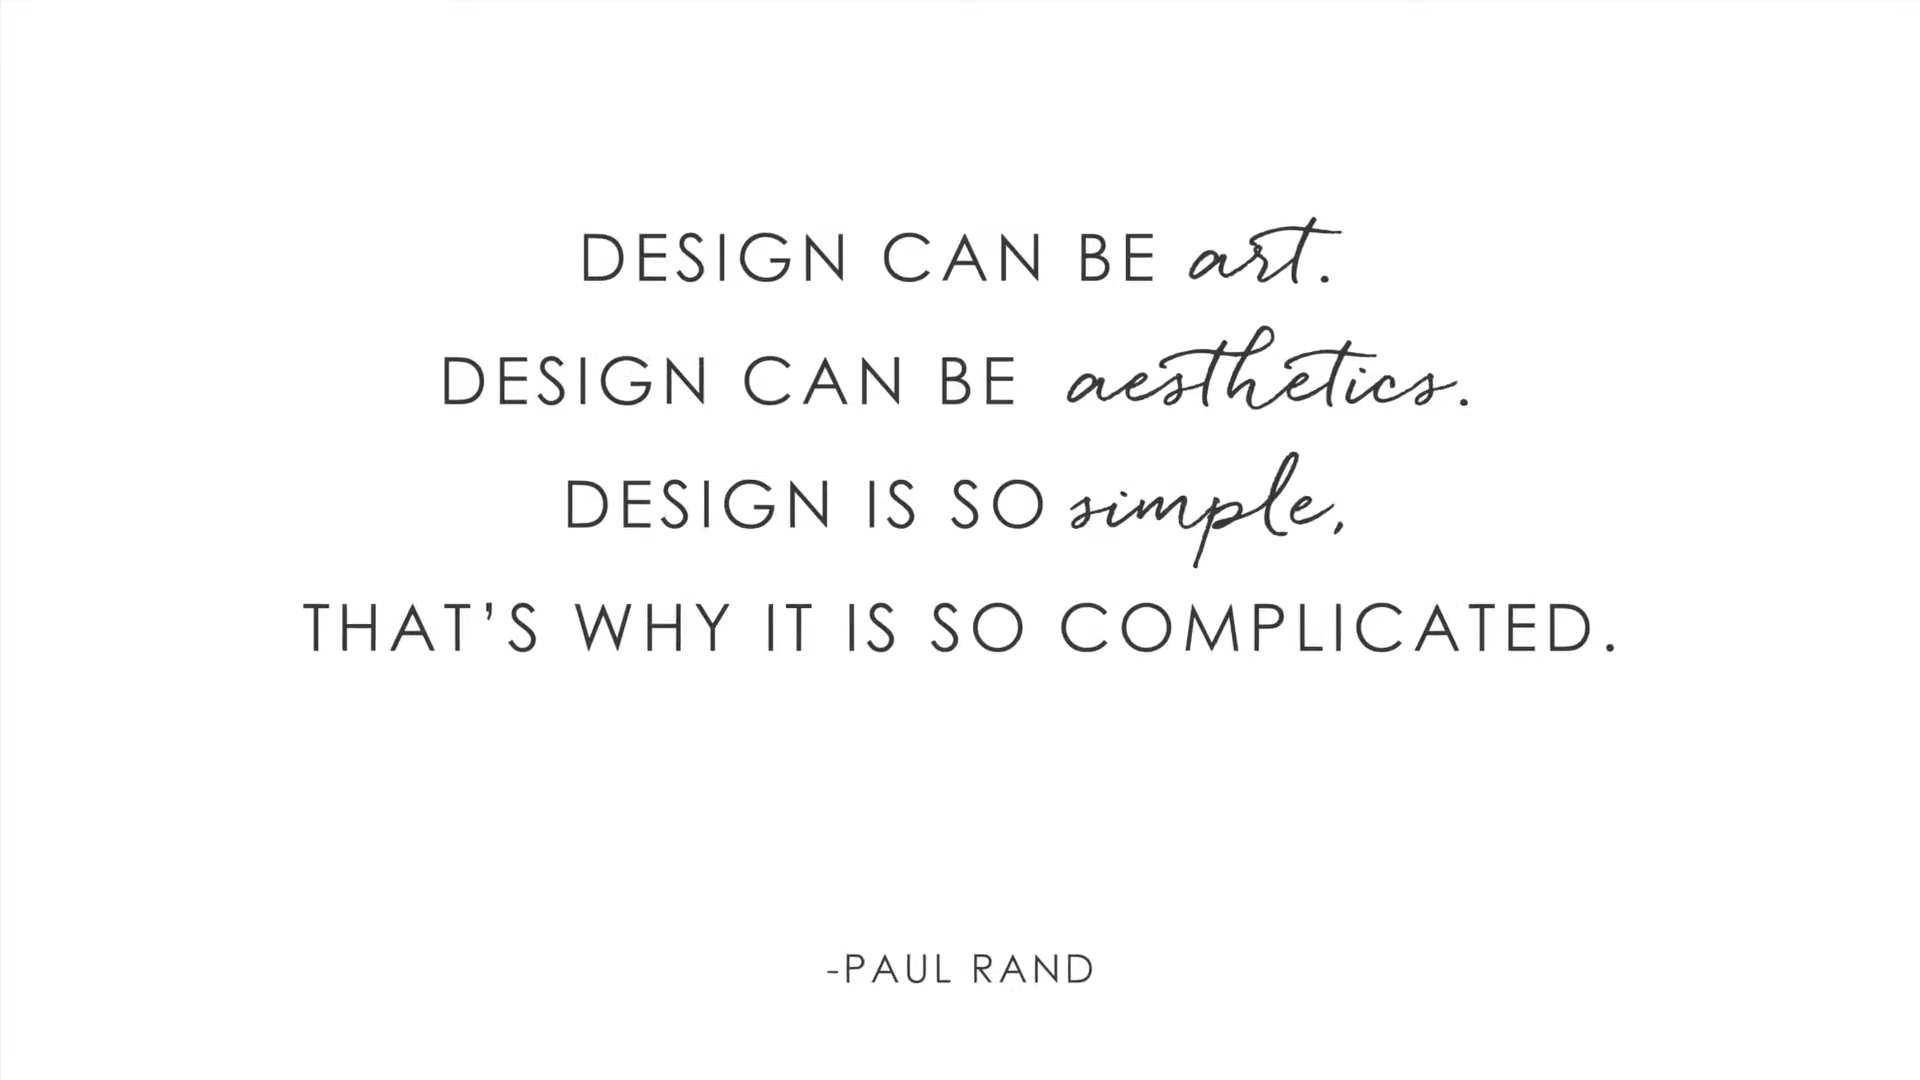 DESIGN CAN BE art.
DESIGN CAN BE aesthetics.
DESIGN IS SO simple,
THAT’S WHY IT IS SO COMPLICATED.
-PAUL RAND